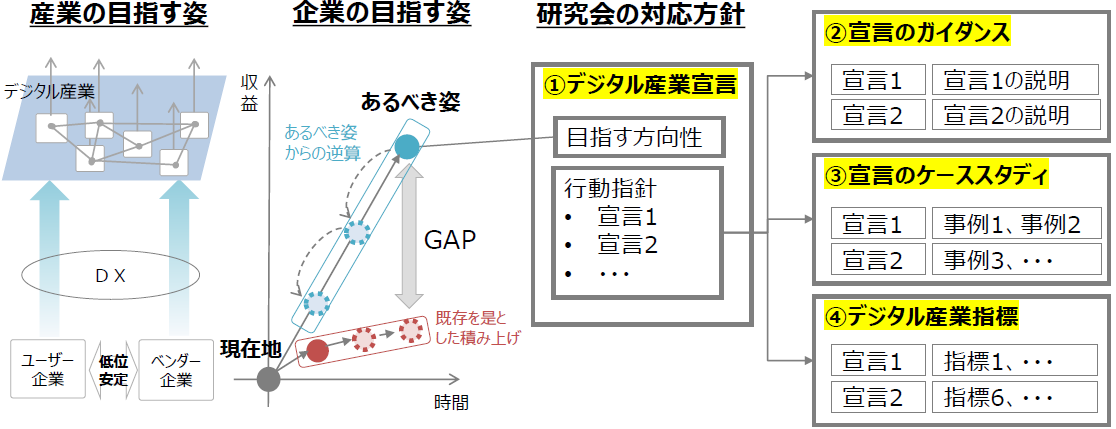 産業の目指す姿
デジタル産業
DX
ユーザー
企業
低位
安定
ベンダー
企業
企業の目指す姿
収
益
あるべき姿
あるべき姿
からの逆算
GAP
既存を是と
した積み上げ
現在地
時間
研究会の対応方針
①デジタル産業宣言
目指す方向性
行動指針
• 宣言1
• 宣言2
• ・・・
②宣言のガイダンス
宣言1 宣言1の説明
宣言2 宣言2の説明
③宣言のケーススタディ
宣言1 事例1、事例2
宣言2 事例3、・・・
④デジタル産業指標
宣言1 指標1、・・・
宣言2 指標6、・・・